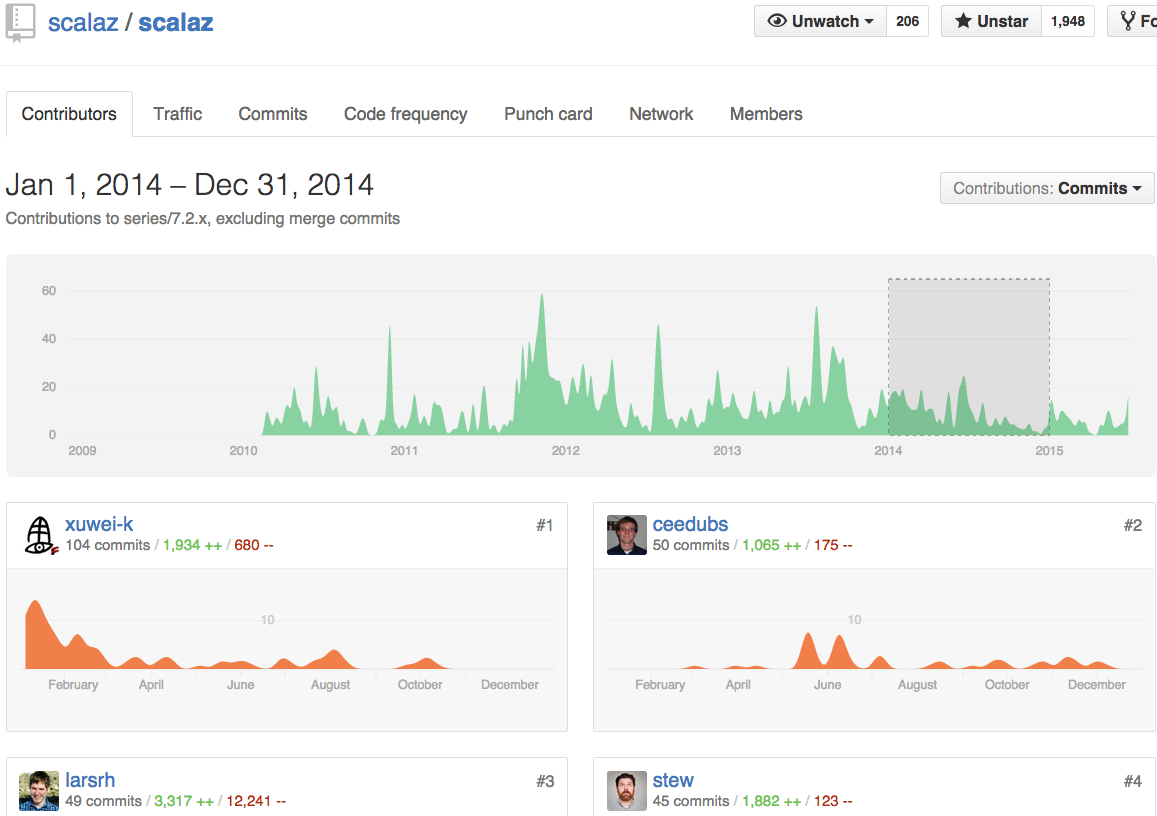 scalaz / scalaz
Unwatch 206 Unstar 1,948 Fo
Contributors Traffic Commits Code frequency Punch card Network Members
Jan 1, 2014 – Dec 31, 2014
Contributions: Commits
Contributions to series/7.2.x, excluding merge commits
60
40
20
0
2009 2010 2011 2012 2013 2014 2015
xuwei-k #1
104 commits / 1,934 ++ / 680 --
10
February April June August October December
ceedubs #2
50 commits / 1,065 ++ / 175 --
10
February April June August October December
larsrh #3
49 commits / 3,317 ++ / 12,241 --
stew #4
45 commits / 1,882 ++ / 123 --